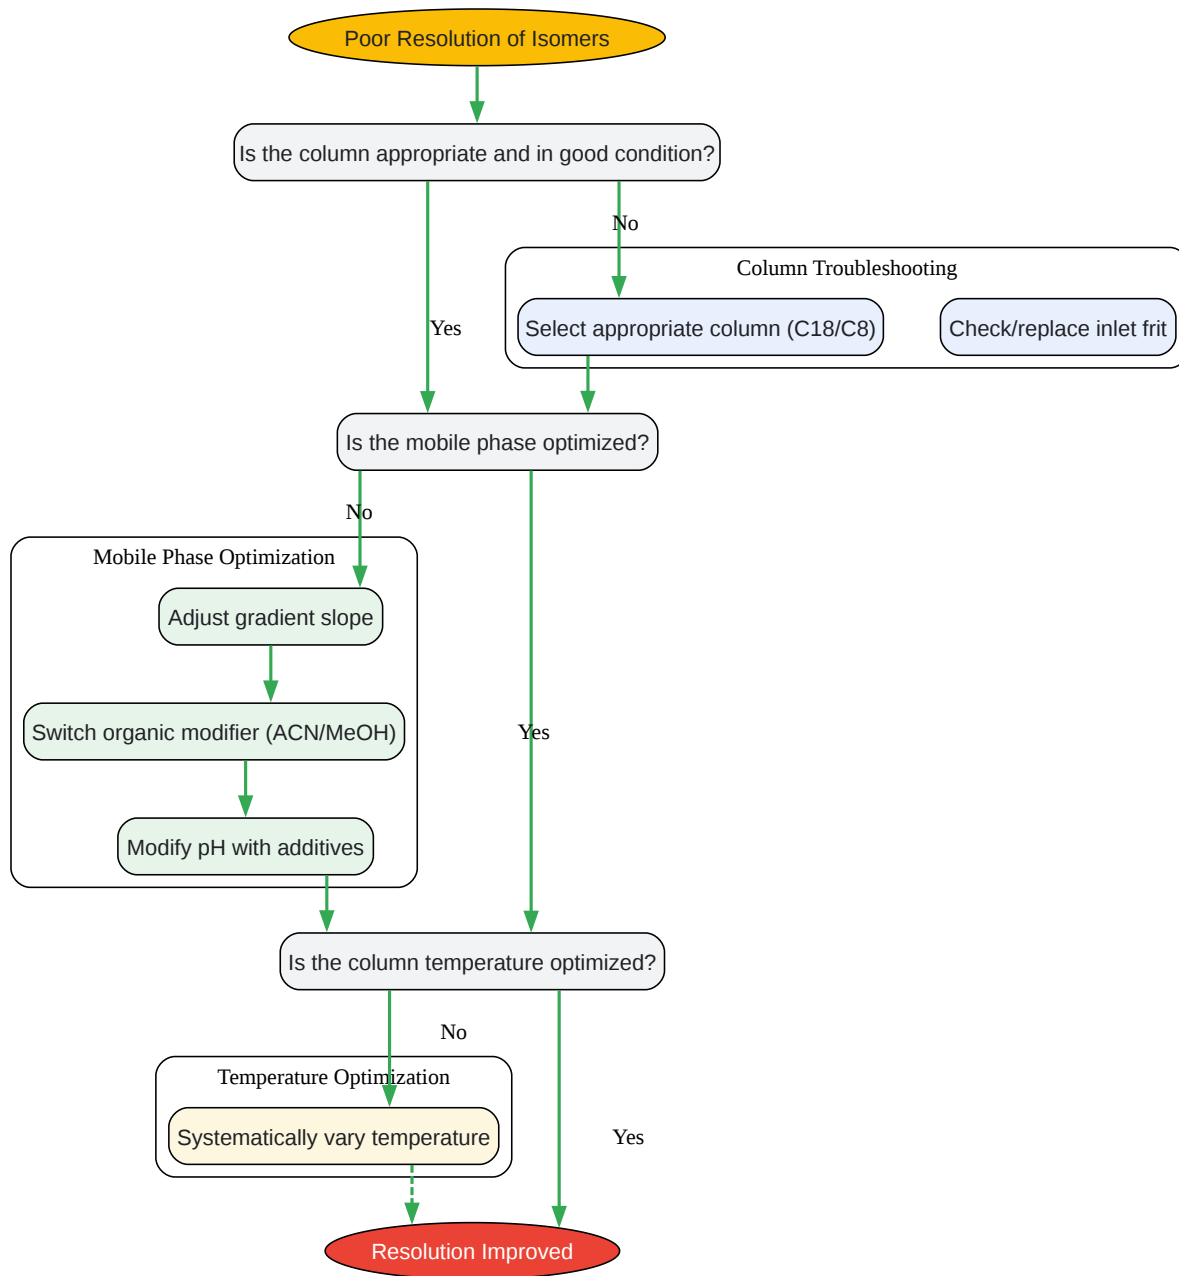 Poor Resolution of Isomers
Is the column appropriate and in good condition?
No
Column Troubleshooting
Select appropriate column (C18/C8)
Check/replace inlet frit
Yes
Is the mobile phase optimized?
No
Mobile Phase Optimization
Adjust gradient slope
Switch organic modifier (ACN/MeOH)
Yes
Modify pH with additives
Is the column temperature optimized?
No
Temperature Optimization
Systematically vary temperature
Yes
Resolution Improved